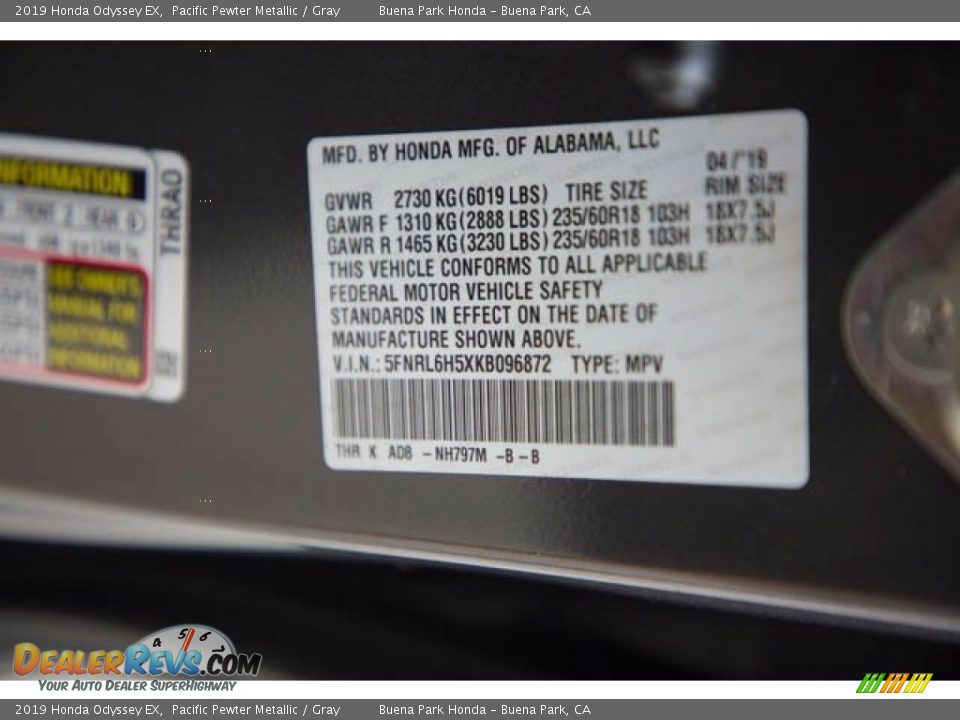 2019 Honda Odyssey EX, Pacific Pewter Metallic / Gray Buena Park Honda - Buena Park, CA
MFD. BY HONDA MFG. OF ALABAMA, LLC
04/'19
GVWR 2730 KG (6019 LBS) TIRE SIZE RIM SIZE
GAWR F 1310 KG (2888 LBS) 235/60R18 103H 18X7.5J
GAWR R 1465 KG (3230 LBS) 235/60R18 103H 18X7.5J
THIS VEHICLE CONFORMS TO ALL APPLICABLE
FEDERAL MOTOR VEHICLE SAFETY
STANDARDS IN EFFECT ON THE DATE OF
MANUFACTURE SHOWN ABOVE.
V.I.N.: 5FNRL6H5XKB096872 TYPE: MPV
THR K AD8 -NH797M -B -B
NFORMATION
SEE OWNER'S
MANUAL FOR
ADDITIONAL
INFORMATION
THRA0
4 5 6
DEALERREVS.COM
YOUR AUTO DEALER SUPERHIGHWAY
2019 Honda Odyssey EX, Pacific Pewter Metallic / Gray Buena Park Honda - Buena Park, CA